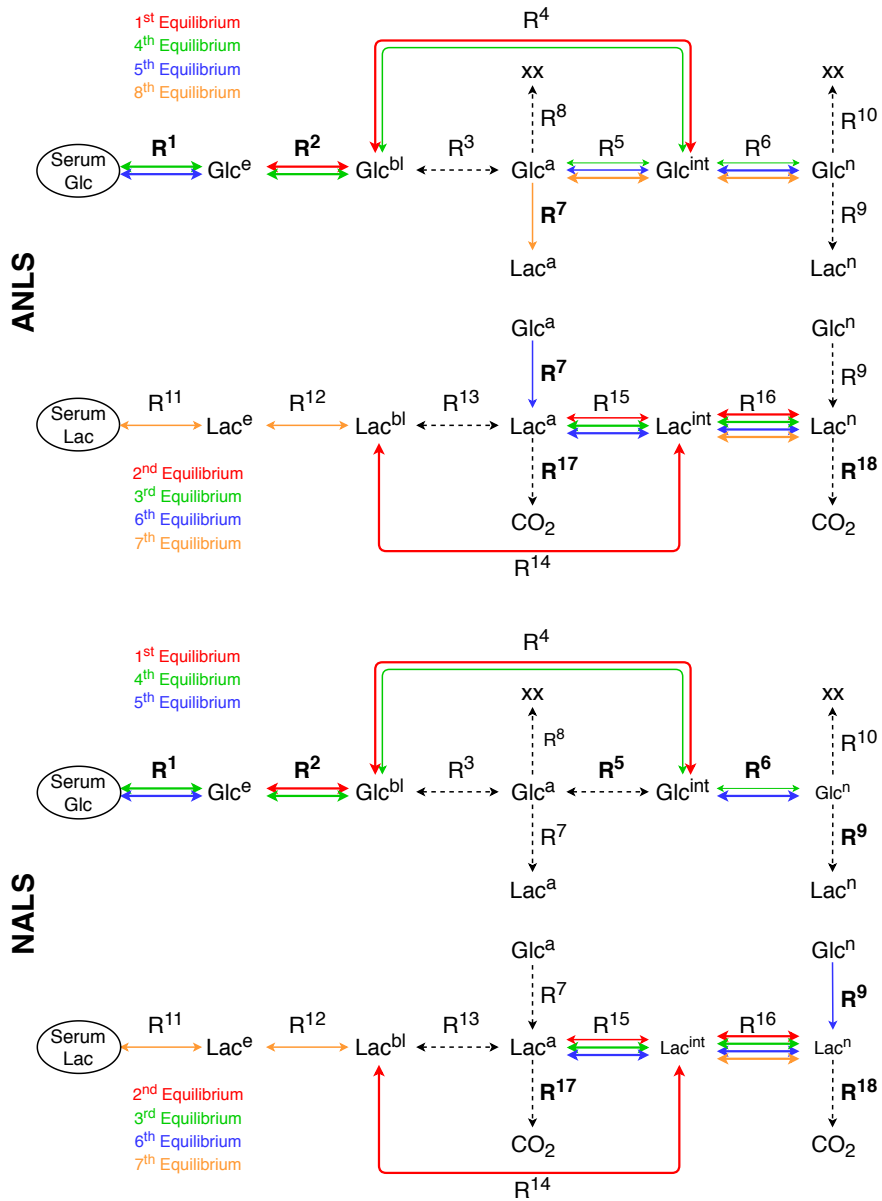 R⁴
1ˢᵗ Equilibrium
4ᵗʰ Equilibrium
5ᵗʰ Equilibrium
8ᵗʰ Equilibrium
xx xx
R⁸ R¹⁰
R¹ R² R³ R⁵ R⁶
Serum Glc Glcᵉ Glcᵇˡ Glcᵃ Glcⁱⁿᵗ Glcⁿ
R⁷ R⁹
Lacᵃ Lacⁿ
ANLS
Glcᵃ Glcⁿ
R⁷ R⁹
R¹¹ R¹² R¹³ R¹⁵ R¹⁶
Serum Lac Lacᵉ Lacᵇˡ Lacᵃ Lacⁱⁿᵗ Lacⁿ
R¹⁷ R¹⁸
2ⁿᵈ Equilibrium
3ʳᵈ Equilibrium
6ᵗʰ Equilibrium
7ᵗʰ Equilibrium
CO₂ CO₂
R¹⁴
R⁴
1ˢᵗ Equilibrium
4ᵗʰ Equilibrium
5ᵗʰ Equilibrium
xx xx
R⁸ R¹⁰
R¹ R² R³ R⁵ R⁶
Serum Glc Glcᵉ Glcᵇˡ Glcᵃ Glcⁱⁿᵗ Glcⁿ
R⁷ R⁹
Lacᵃ Lacⁿ
NALS
Glcᵃ Glcⁿ
R⁷ R⁹
R¹¹ R¹² R¹³ R¹⁵ R¹⁶
Serum Lac Lacᵉ Lacᵇˡ Lacᵃ Lacⁱⁿᵗ Lacⁿ
R¹⁷ R¹⁸
2ⁿᵈ Equilibrium
3ʳᵈ Equilibrium
6ᵗʰ Equilibrium
7ᵗʰ Equilibrium
CO₂ CO₂
R¹⁴